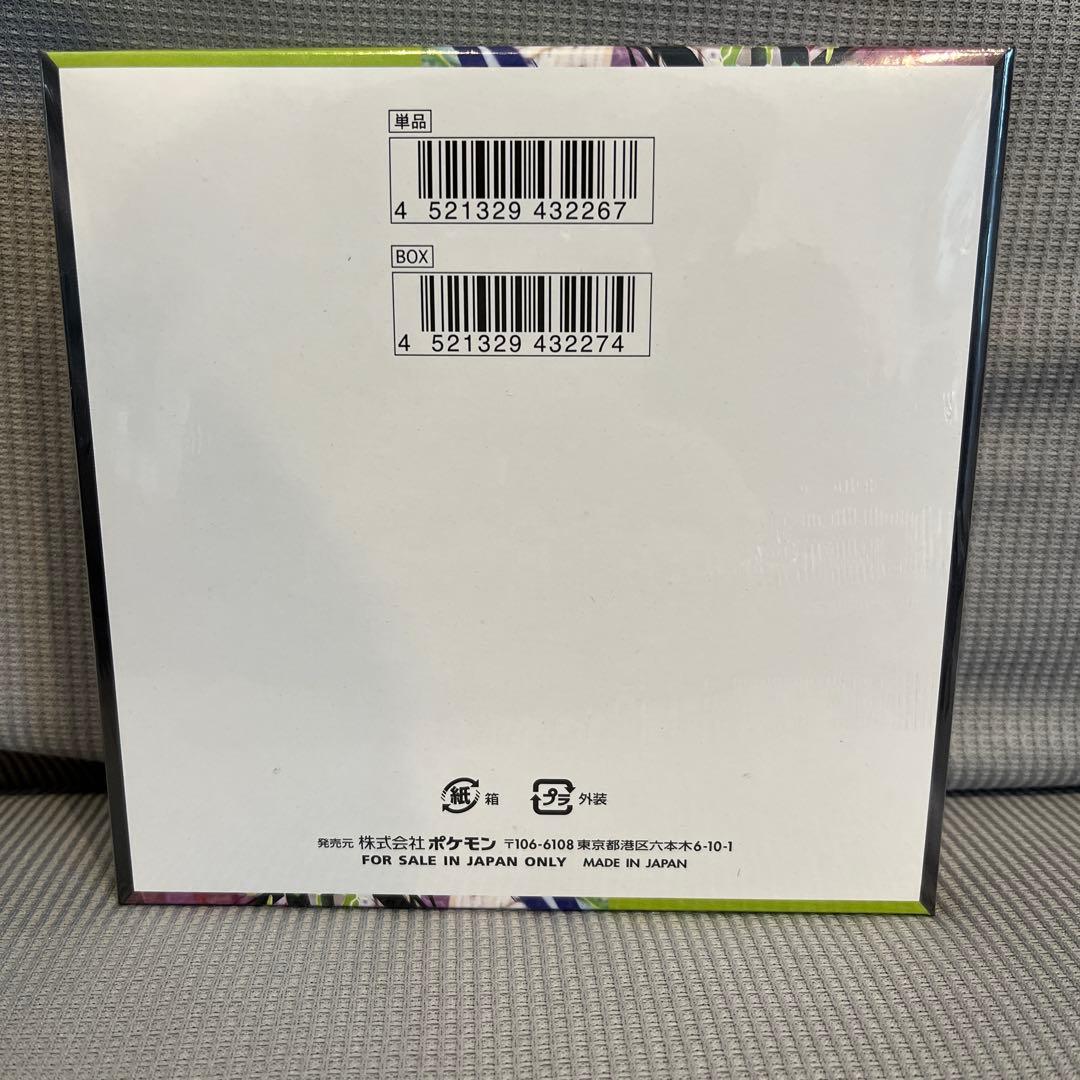 単品
4 521329 432267
BOX
4 521329 432274
紙 箱 プラ 外装
発売元 株式会社 ポケモン 〒106-6108 東京都港区六本木6-10-1
FOR SALE IN JAPAN ONLY MADE IN JAPAN